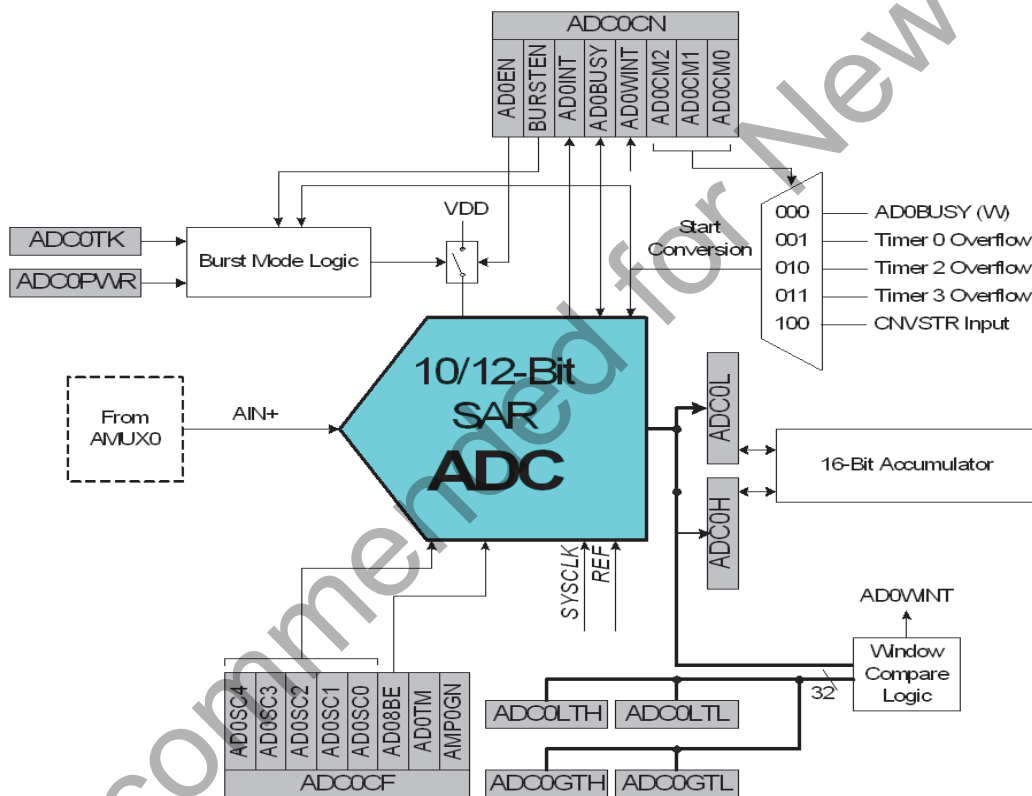 ADC0CN
AD0EN
BURSTEN
AD0INT
AD0BUSY
AD0WINT
AD0CM2
AD0CM1
AD0CM0
VDD
Start
Conversion
000
AD0BUSY (W)
001
Timer 0 Overflow
010
Timer 2 Overflow
011
Timer 3 Overflow
100
CNVSTR Input
ADC0TK
ADC0PWR
Burst Mode Logic
From
AMUX0
AIN+
10/12-Bit
SAR
ADC
ADC0L
ADC0H
16-Bit Accumulator
SYSCLK
REF
AD0WINT
Window
Compare
Logic
32
AD0SC4
AD0SC3
AD0SC2
AD0SC1
AD0SC0
AD08BE
AD0TM
AMP0GN
ADC0CF
ADC0LTH
ADC0LTL
ADC0GTH
ADC0GTL
commended for New